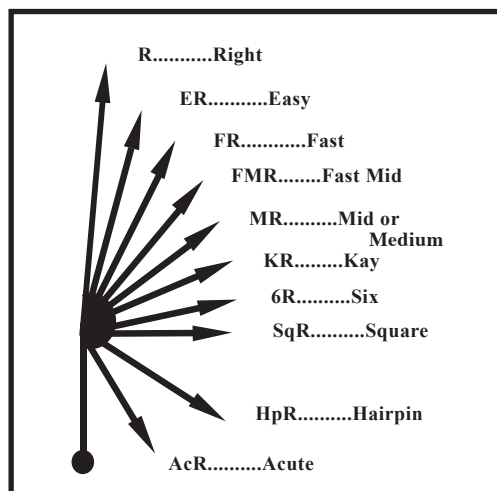 R...........Right
ER...........Easy
FR.............Fast
FMR........Fast Mid
MR..........Mid or
Medium
KR.........Kay
6R..........Six
SqR..........Square
HpR..........Hairpin
AcR..........Acute